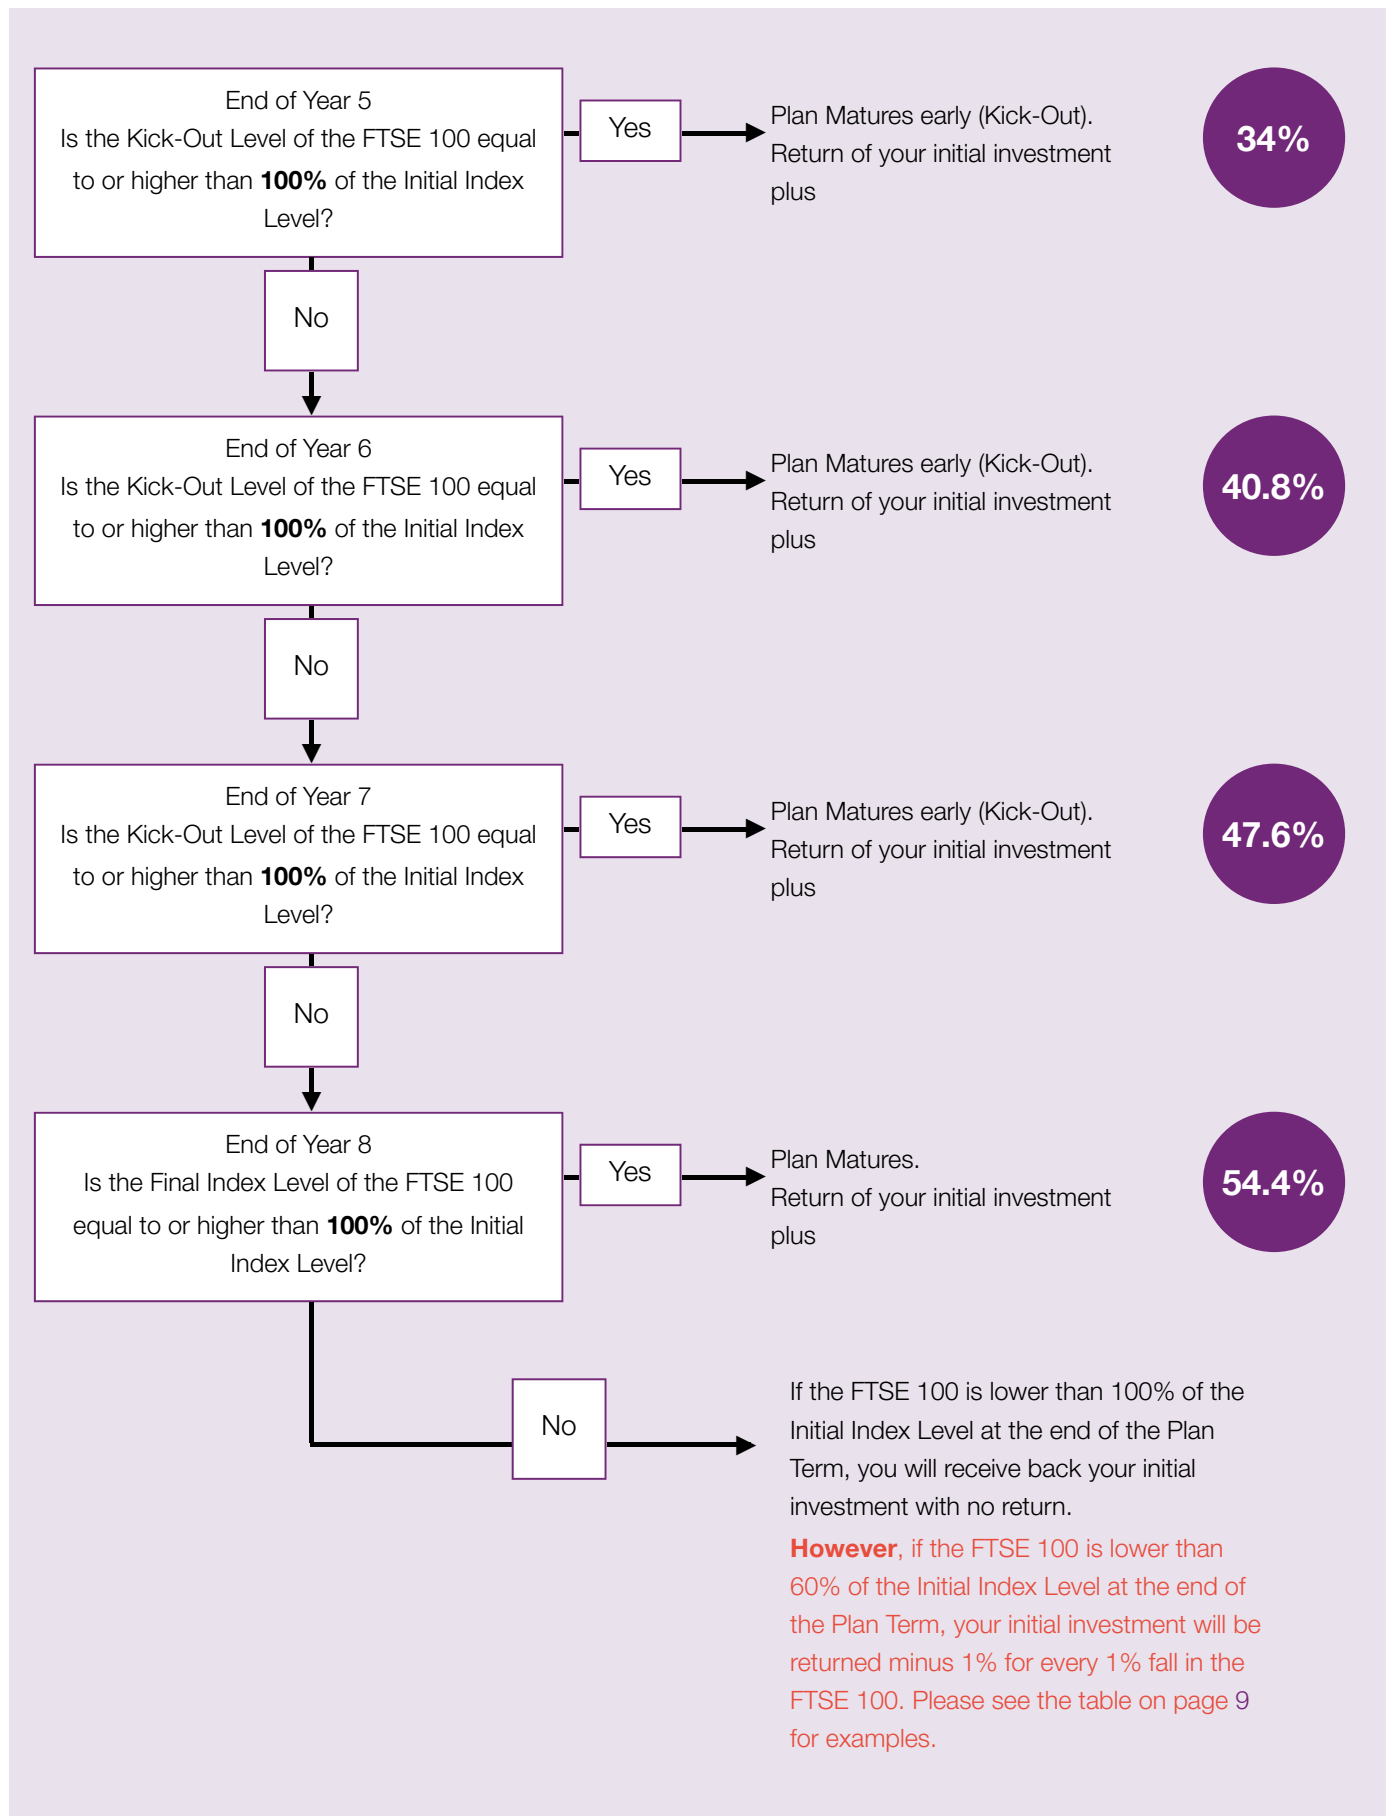 End of Year 5
Is the Kick-Out Level of the FTSE 100 equal
to or higher than 100% of the Initial Index
Level?
Yes
Plan Matures early (Kick-Out).
Return of your initial investment
plus
34%
No
End of Year 6
Is the Kick-Out Level of the FTSE 100 equal
to or higher than 100% of the Initial Index
Level?
Yes
Plan Matures early (Kick-Out).
Return of your initial investment
plus
40.8%
No
End of Year 7
Is the Kick-Out Level of the FTSE 100 equal
to or higher than 100% of the Initial Index
Level?
Yes
Plan Matures early (Kick-Out).
Return of your initial investment
plus
47.6%
No
End of Year 8
Is the Final Index Level of the FTSE 100
equal to or higher than 100% of the Initial
Index Level?
Yes
Plan Matures.
Return of your initial investment
plus
54.4%
No
If the FTSE 100 is lower than 100% of the
Initial Index Level at the end of the Plan
Term, you will receive back your initial
investment with no return.
However, if the FTSE 100 is lower than
60% of the Initial Index Level at the end of
the Plan Term, your initial investment will be
returned minus 1% for every 1% fall in the
FTSE 100. Please see the table on page 9
for examples.